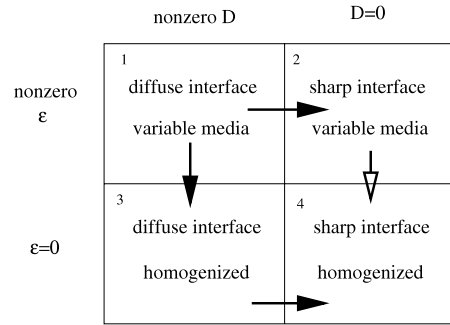 nonzero D
D=0
nonzero
ε
1
diffuse interface
variable media
2
sharp interface
variable media
ε=0
3
diffuse interface
homogenized
4
sharp interface
homogenized